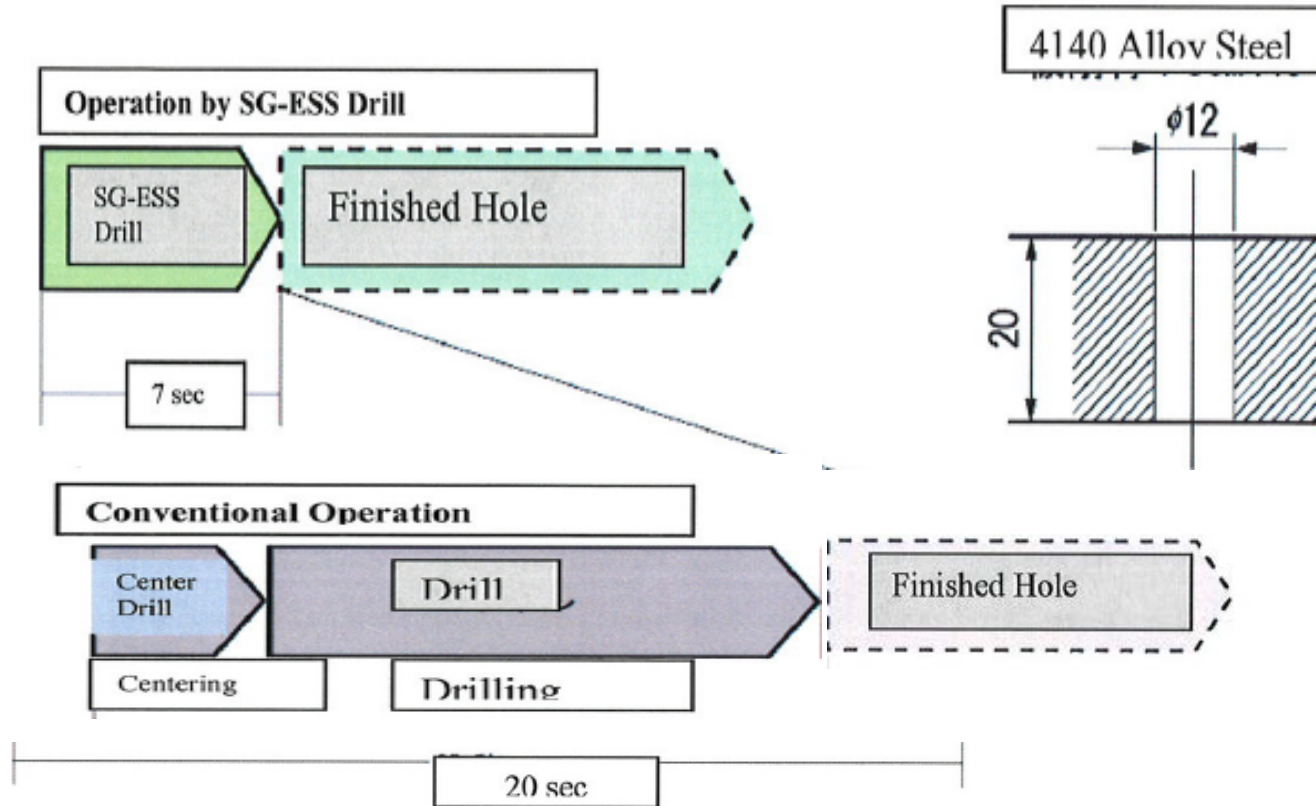 4140 Alloy Steel
Operation by SG-ESS Drill
φ12
SG-ESS
Drill
Finished Hole
20
7 sec
Conventional Operation
Center
Drill
Drill
Finished Hole
Centering
Drilling
20 sec